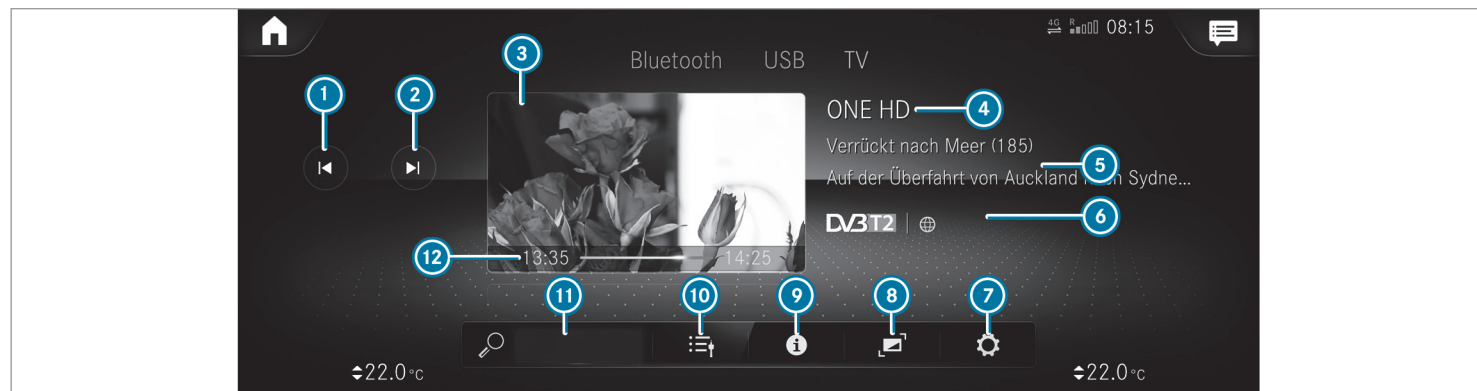 4G R 08:15
Bluetooth USB TV
3
1 2
ONE HD 4
Verrückt nach Meer (185)
5
Auf der Überfahrt von Auckland nach Sydne...
DVB T2 6
12 13:35 14:25
11 10 9 8 7
i
22.0°C 22.0°C